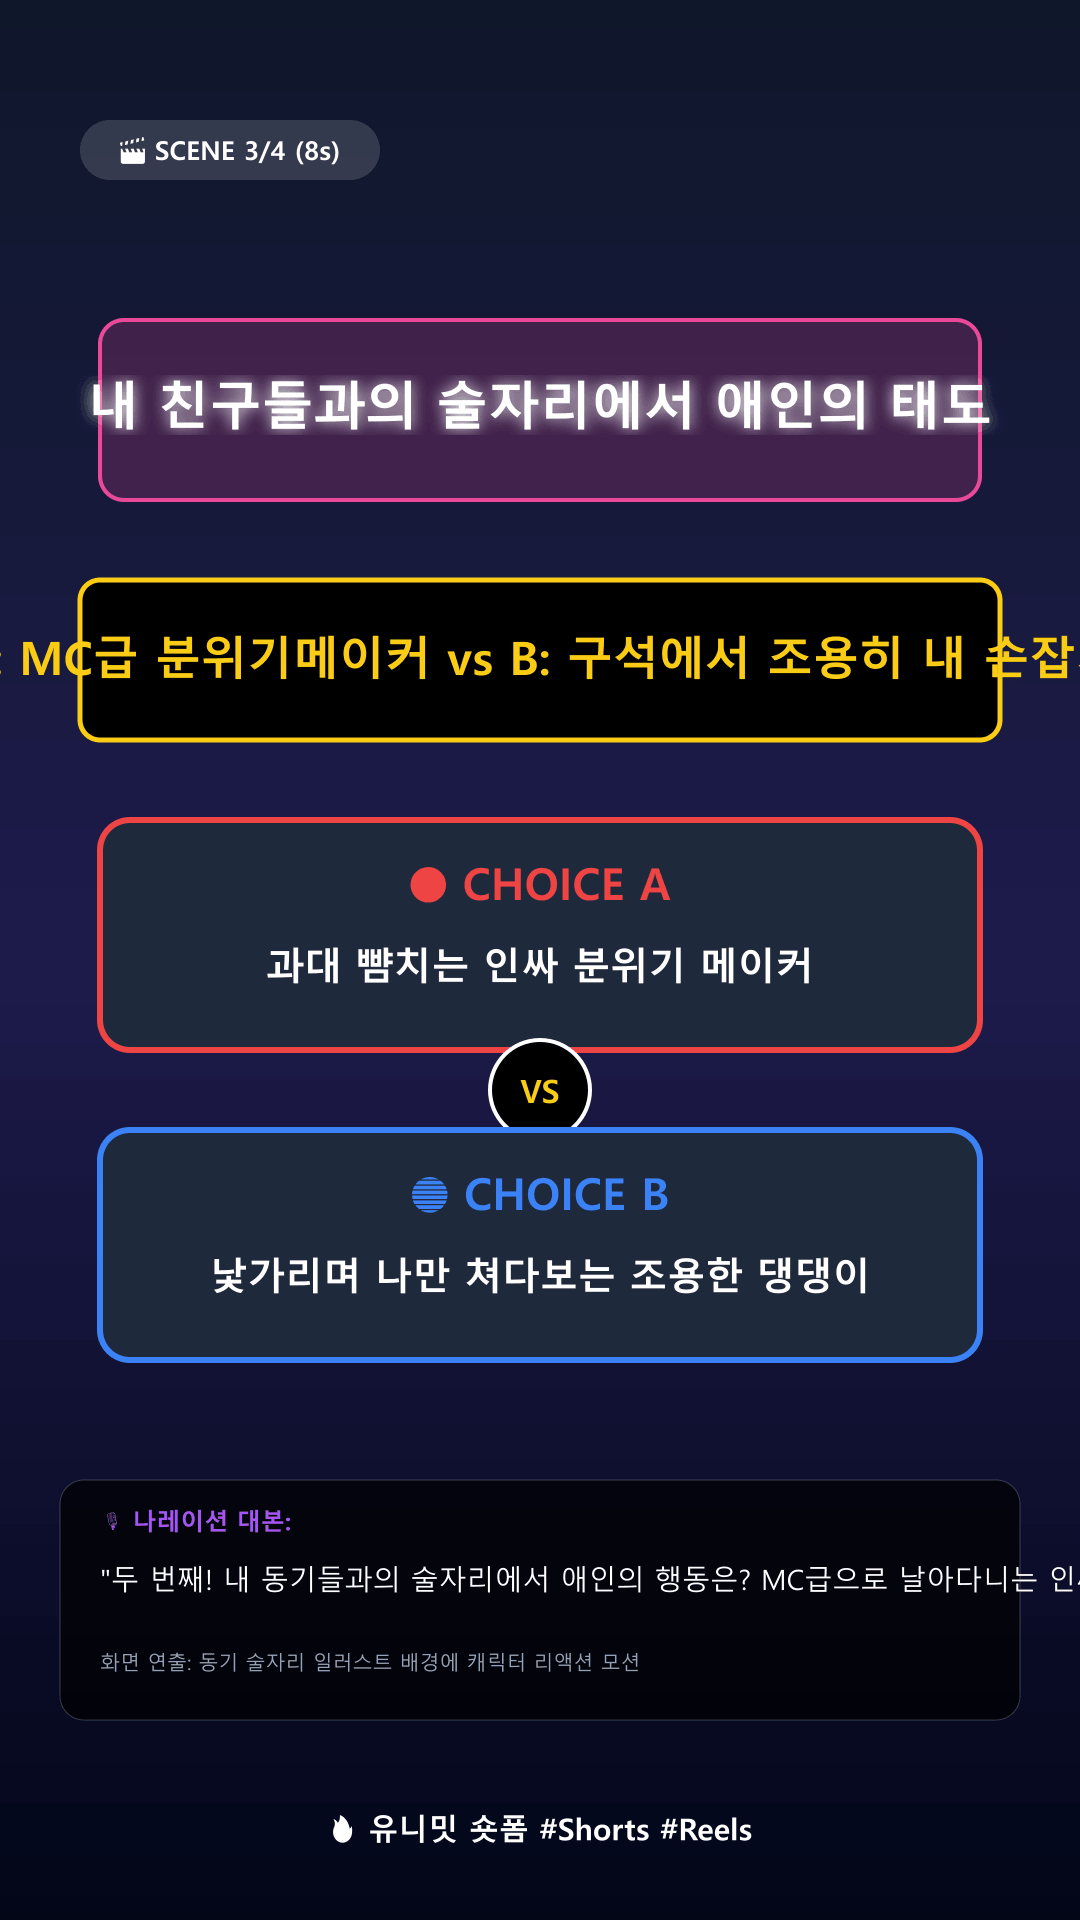 SCENE 3/4 (8s)
내 친구들과의 술자리에서 애인의 태도
: MC급 분위기메이커 vs B: 구석에서 조용히 내 손잡
CHOICE A
과대 뺨치는 인싸 분위기 메이커
VS
CHOICE B
낯가리며 나만 쳐다보는 조용한 댕댕이
나레이션 대본:
"두 번째! 내 동기들과의 술자리에서 애인의 행동은? MC급으로 날아다니는
화면 연출: 동기 술자리 일러스트 배경에 캐릭터 리액션 모션
유니밋 숏폼 #Shorts #Reels